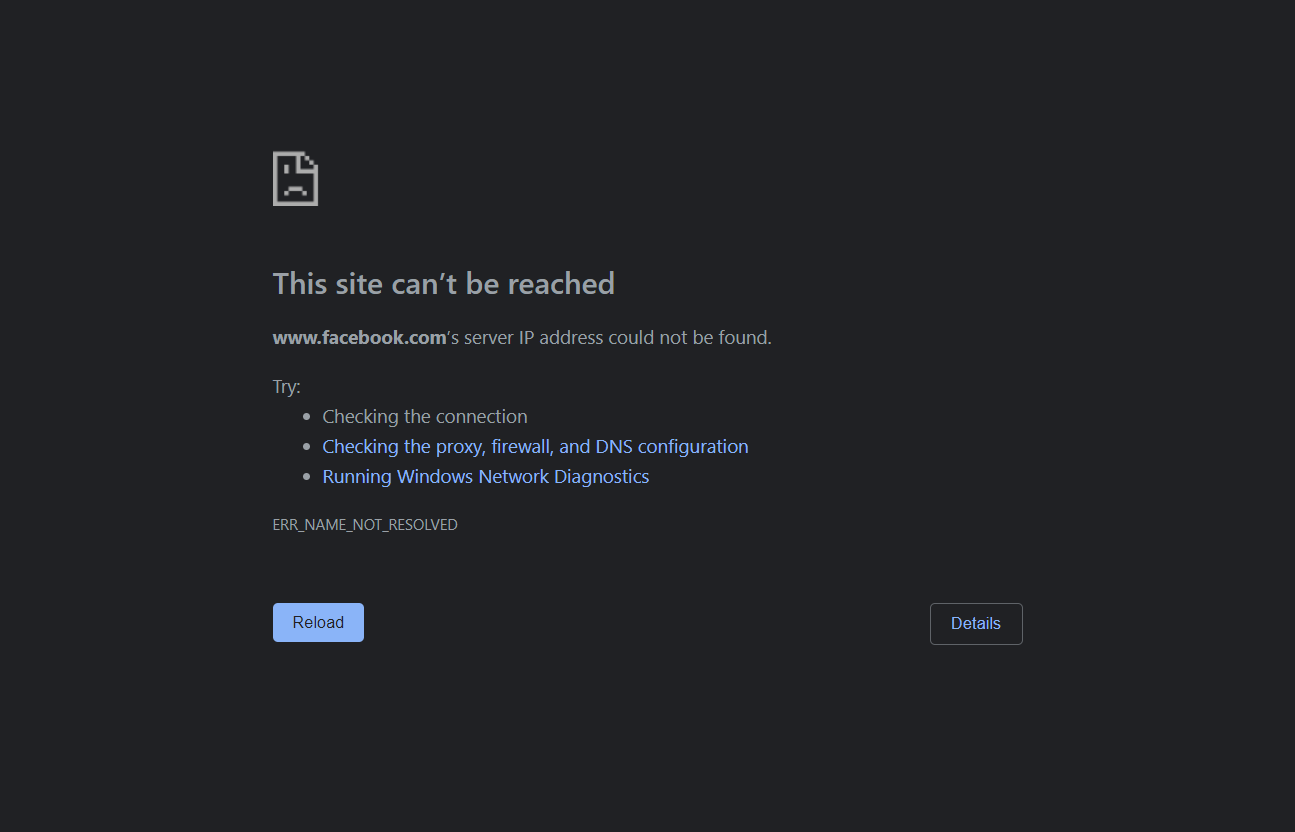 This site can’t be reached
www.facebook.com’s server IP address could not be found.
Try:
• Checking the connection
• Checking the proxy, firewall, and DNS configuration
• Running Windows Network Diagnostics
ERR_NAME_NOT_RESOLVED
Reload
Details